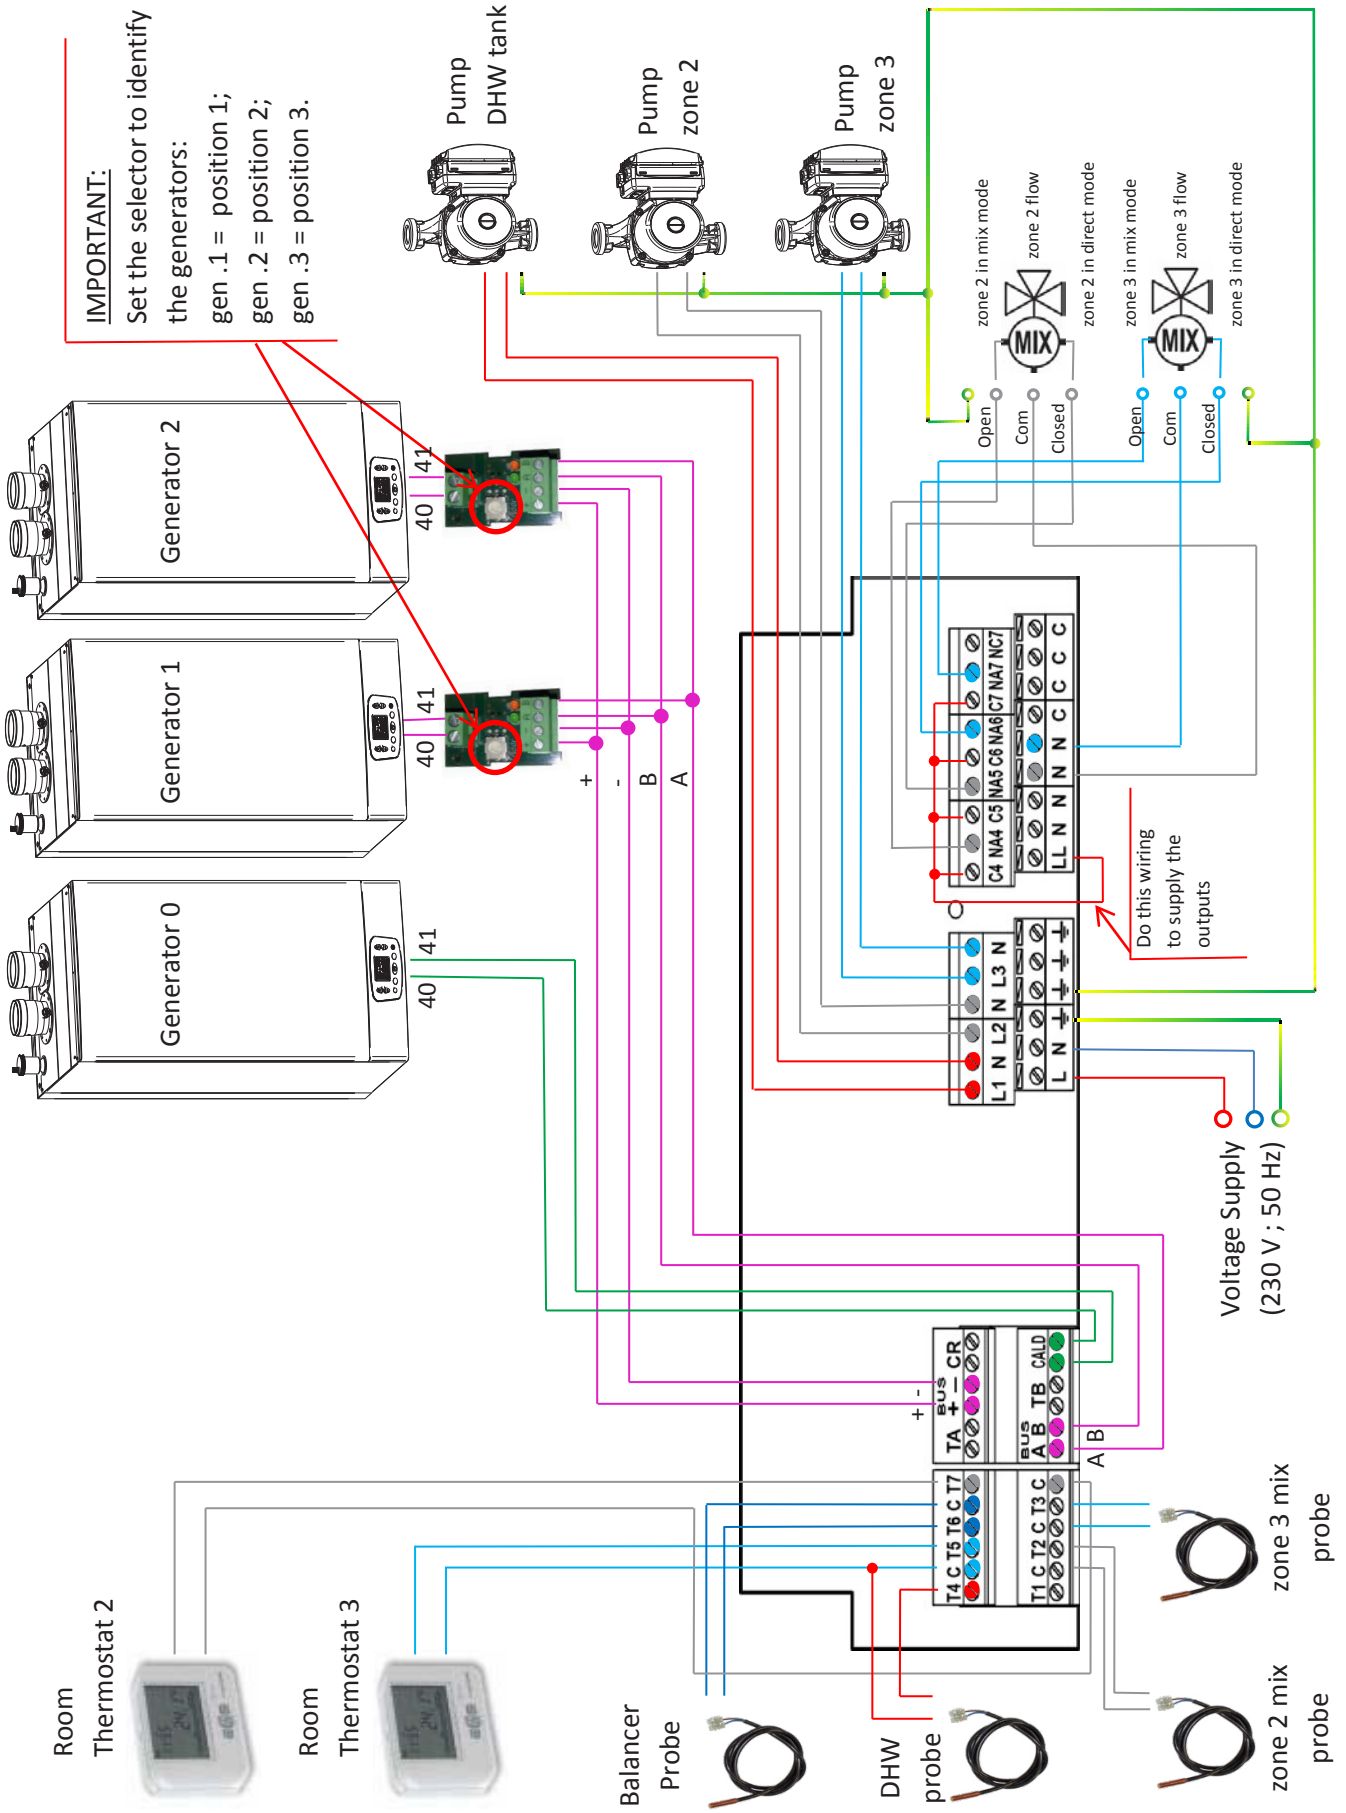 IMPORTANT:
Set the selector to identify
the generators:
gen .1 =  position 1;
gen .2 = position 2;
gen .3 = position 3.
Generator 0
Generator 1
Generator 2
40
41
40
41
40
41
+
-
B
A
Pump
DHW tank
Pump
zone 2
Pump
zone 3
zone 2 in mix mode
zone 2 flow
zone 2 in direct mode
zone 3 in mix mode
zone 3 flow
zone 3 in direct mode
MIX
MIX
Open
Com
Closed
Open
Com
Closed
Room
Thermostat 2
Room
Thermostat 3
Balancer
Probe
DHW
probe
zone 2 mix
probe
zone 3 mix
probe
T4 C T5 T6 C T7
T1 C T2 C T3 C
+ -
BUS
TA + − CR
BUS
A B TB CALD
A B
L1 N L2 N L3 N
L N
C4 NA4 C5 NA5 C6 NA6 C7 NA7 NC7
LL N N N N C C C
Do this wiring
to supply the
outputs
Voltage Supply
(230 V ; 50 Hz)